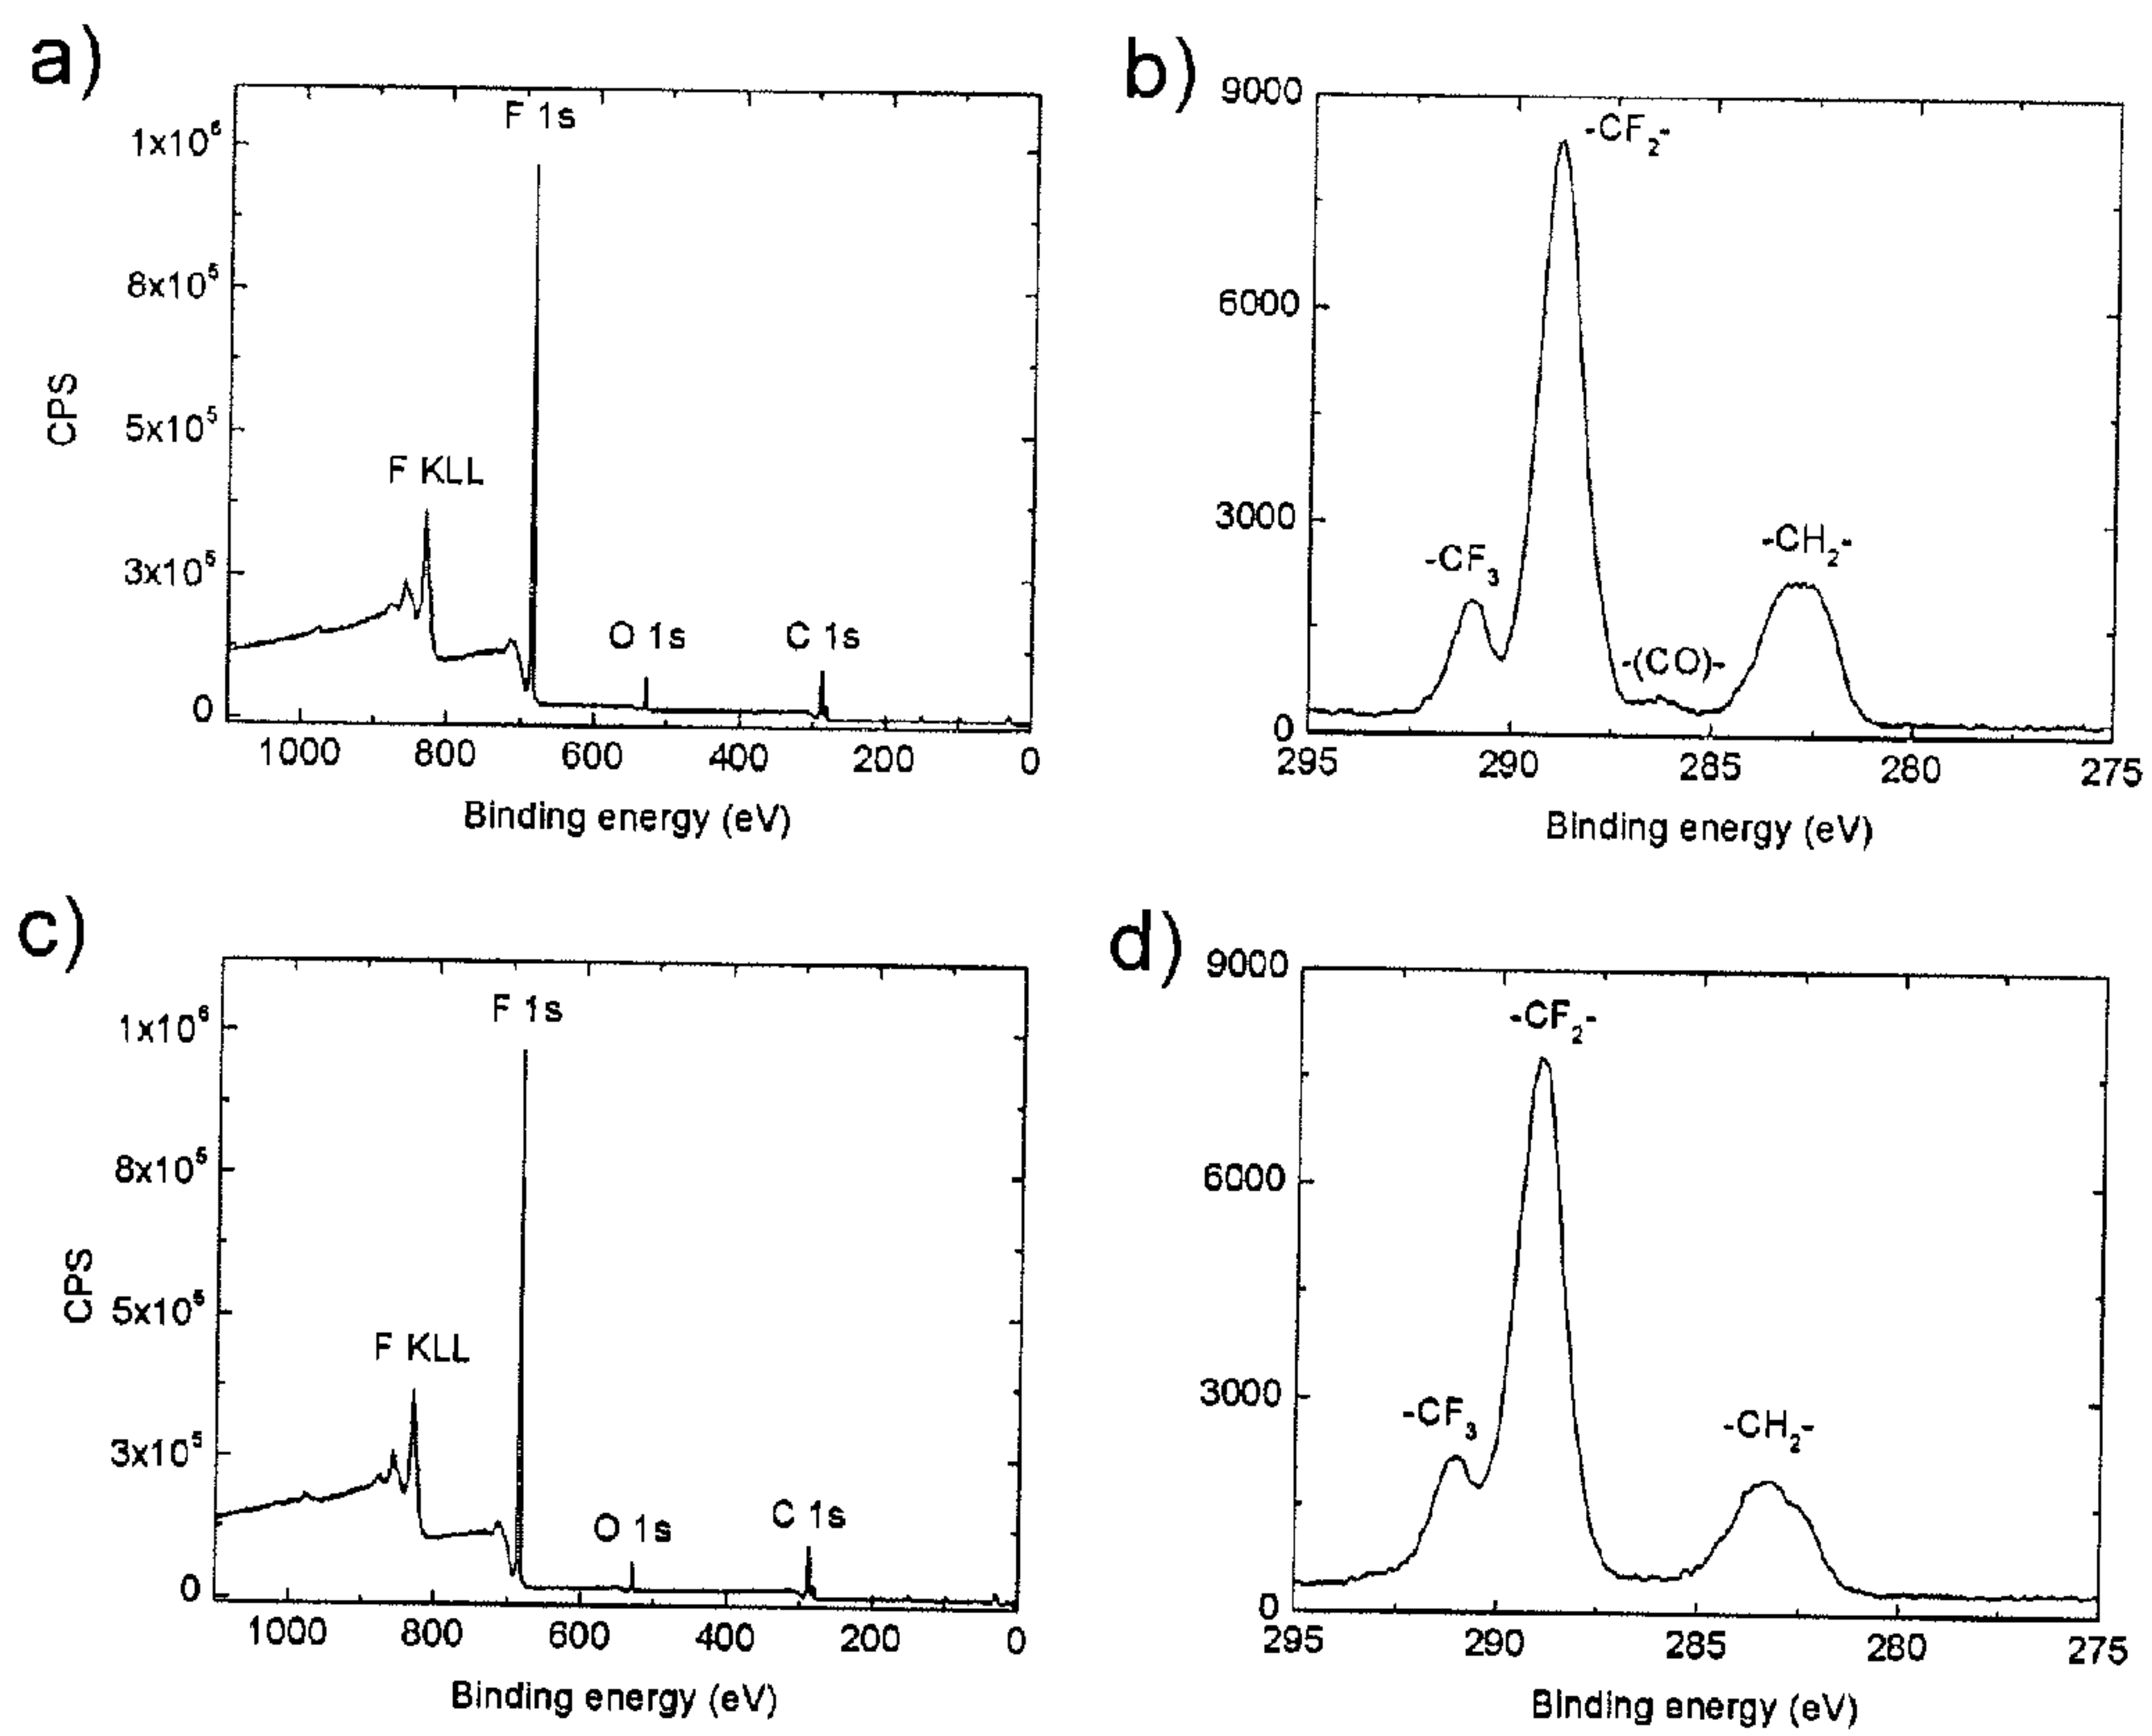 a)
F 1s
1x10⁶
8x10⁵
5x10⁵
3x10⁵
0
CPS
F KLL
O 1s
C 1s
1000 800 600 400 200 0
Binding energy (eV)
b)
9000
6000
3000
0
-CF₂-
-CF₃
-(CO)-
-CH₂-
295 290 285 280 275
Binding energy (eV)
c)
F 1s
1x10⁶
8x10⁵
5x10⁵
3x10⁵
0
CPS
F KLL
O 1s
C 1s
1000 800 600 400 200 0
Binding energy (eV)
d)
9000
6000
3000
0
-CF₂-
-CF₃
-CH₂-
295 290 285 280 275
Binding energy (eV)